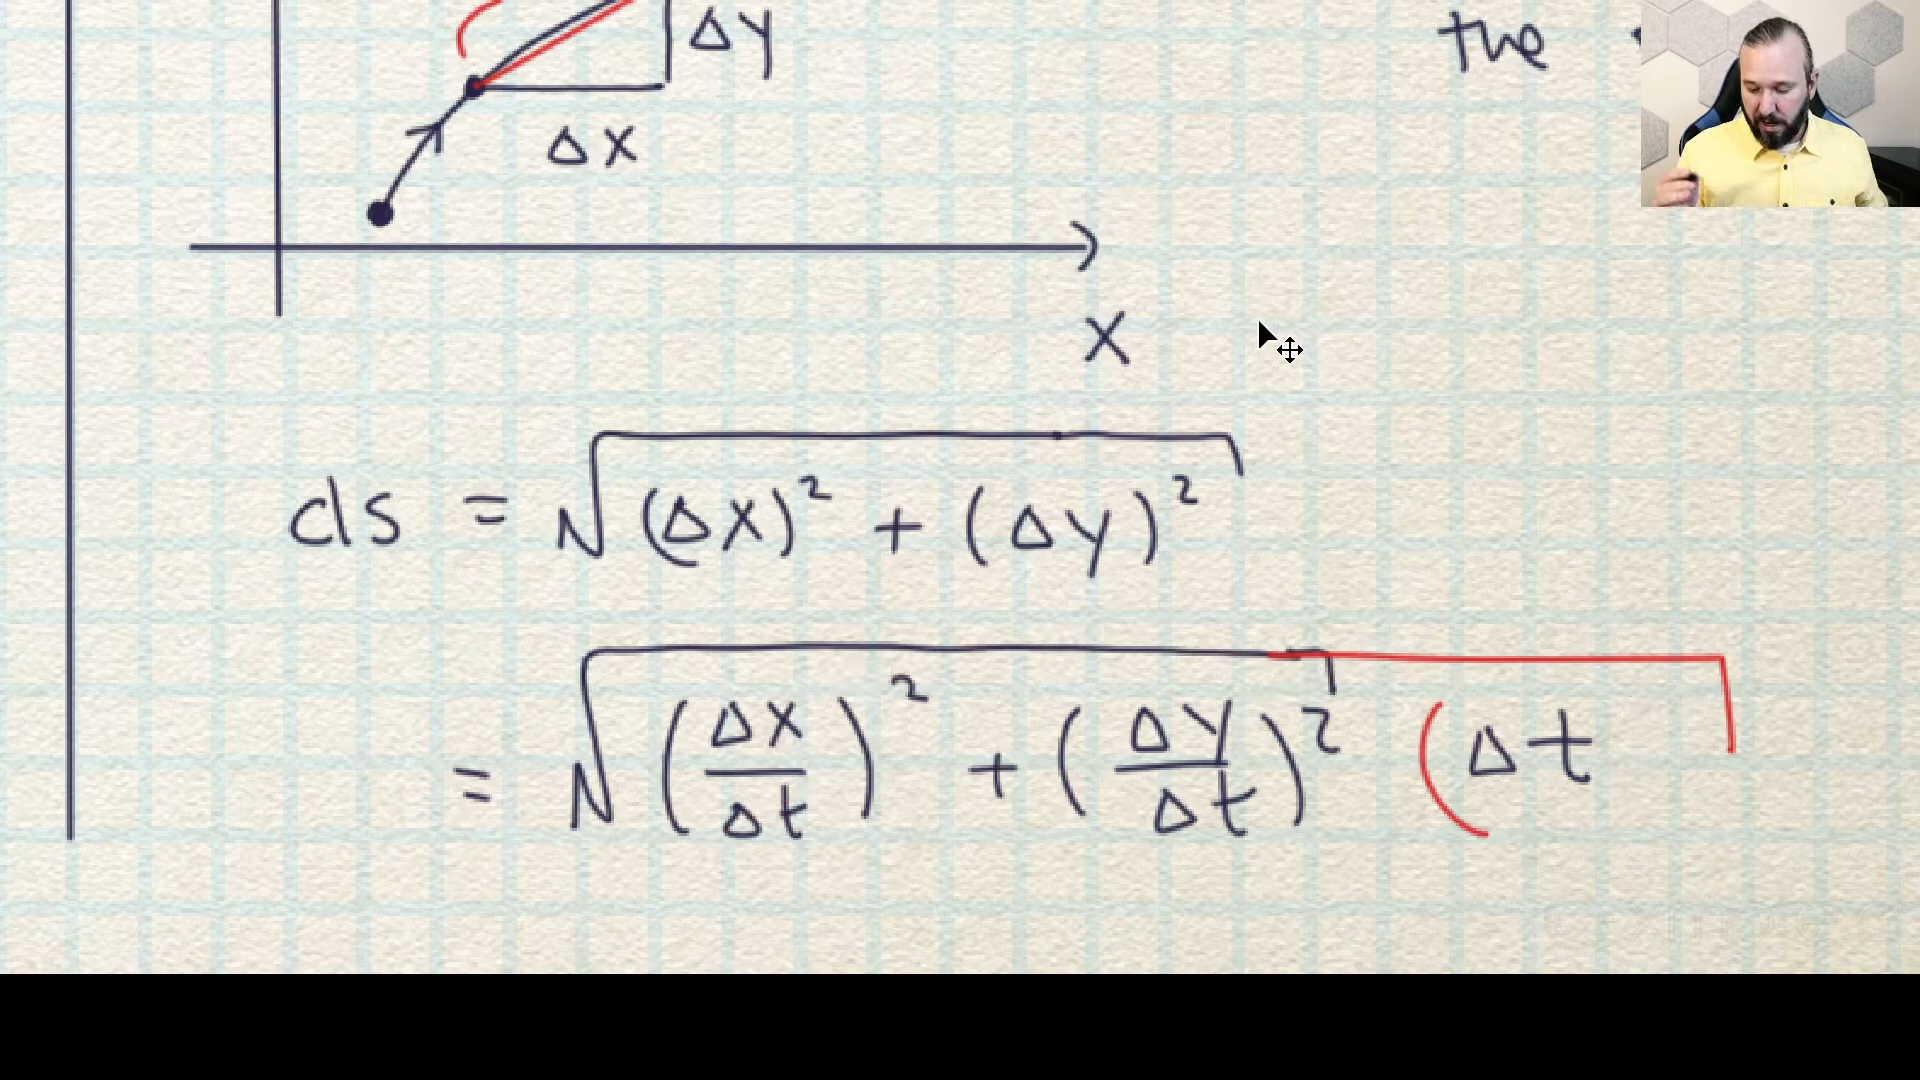 Δy
the
Δx
x
ds = √(Δx)² + (Δy)²
= √(Δx/Δt)² + (Δy/Δt)² (Δt